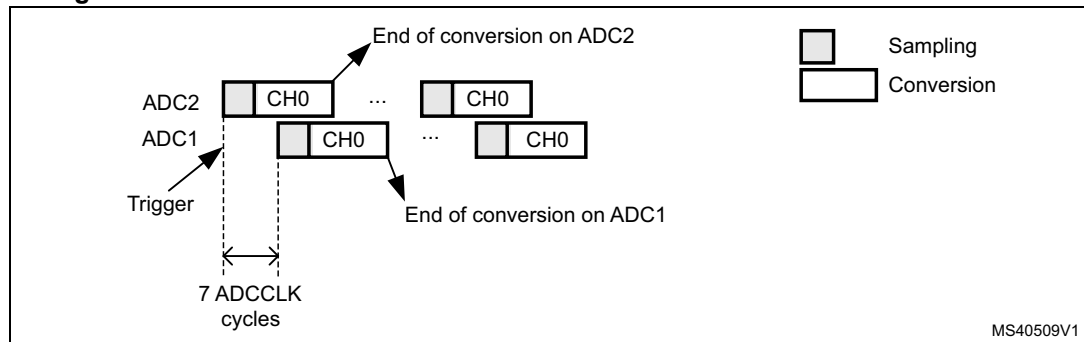 End of conversion on ADC2
Sampling
Conversion
ADC2
CH0
...
CH0
ADC1
CH0
...
CH0
Trigger
End of conversion on ADC1
7 ADCCLK
cycles
MS40509V1